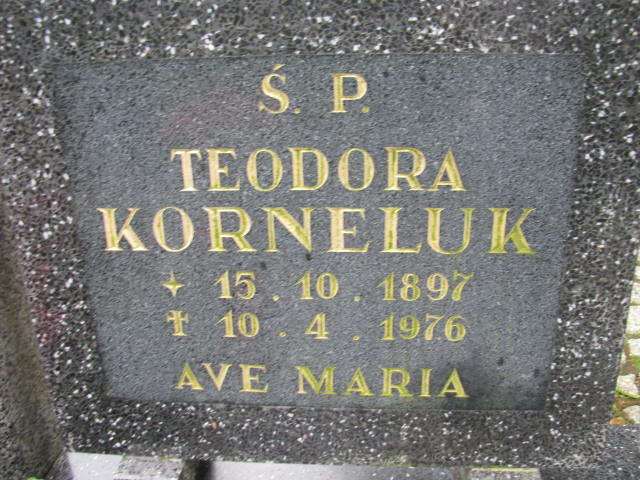 Ś. P.
TEODORA
KORNELUK
✦ 15. 10. 1897
✝ 10. 4. 1976
AVE MARIA